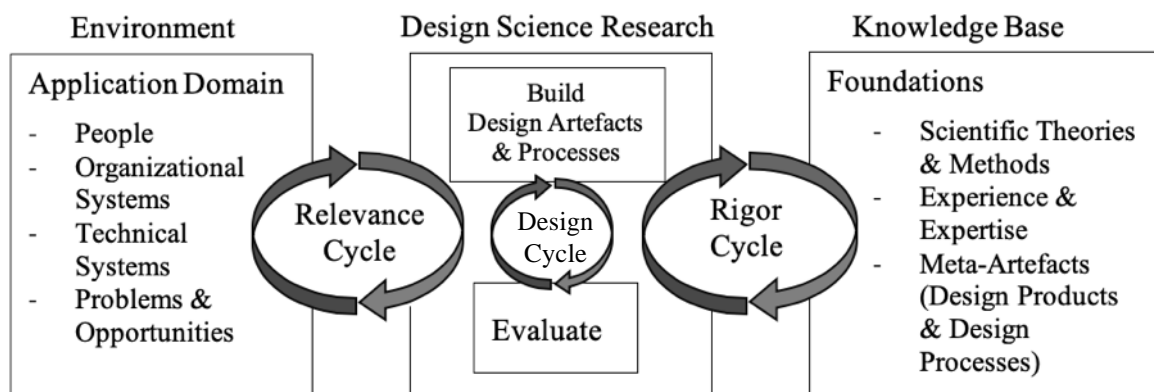 Environment
Application Domain
- People
- Organizational
Systems
- Technical
Systems
- Problems &
Opportunities
Relevance
Cycle
Design Science Research
Build
Design Artefacts
& Processes
Design
Cycle
Evaluate
Rigor
Cycle
Knowledge Base
Foundations
- Scientific Theories
& Methods
- Experience &
Expertise
- Meta-Artefacts
(Design Products
& Design
Processes)